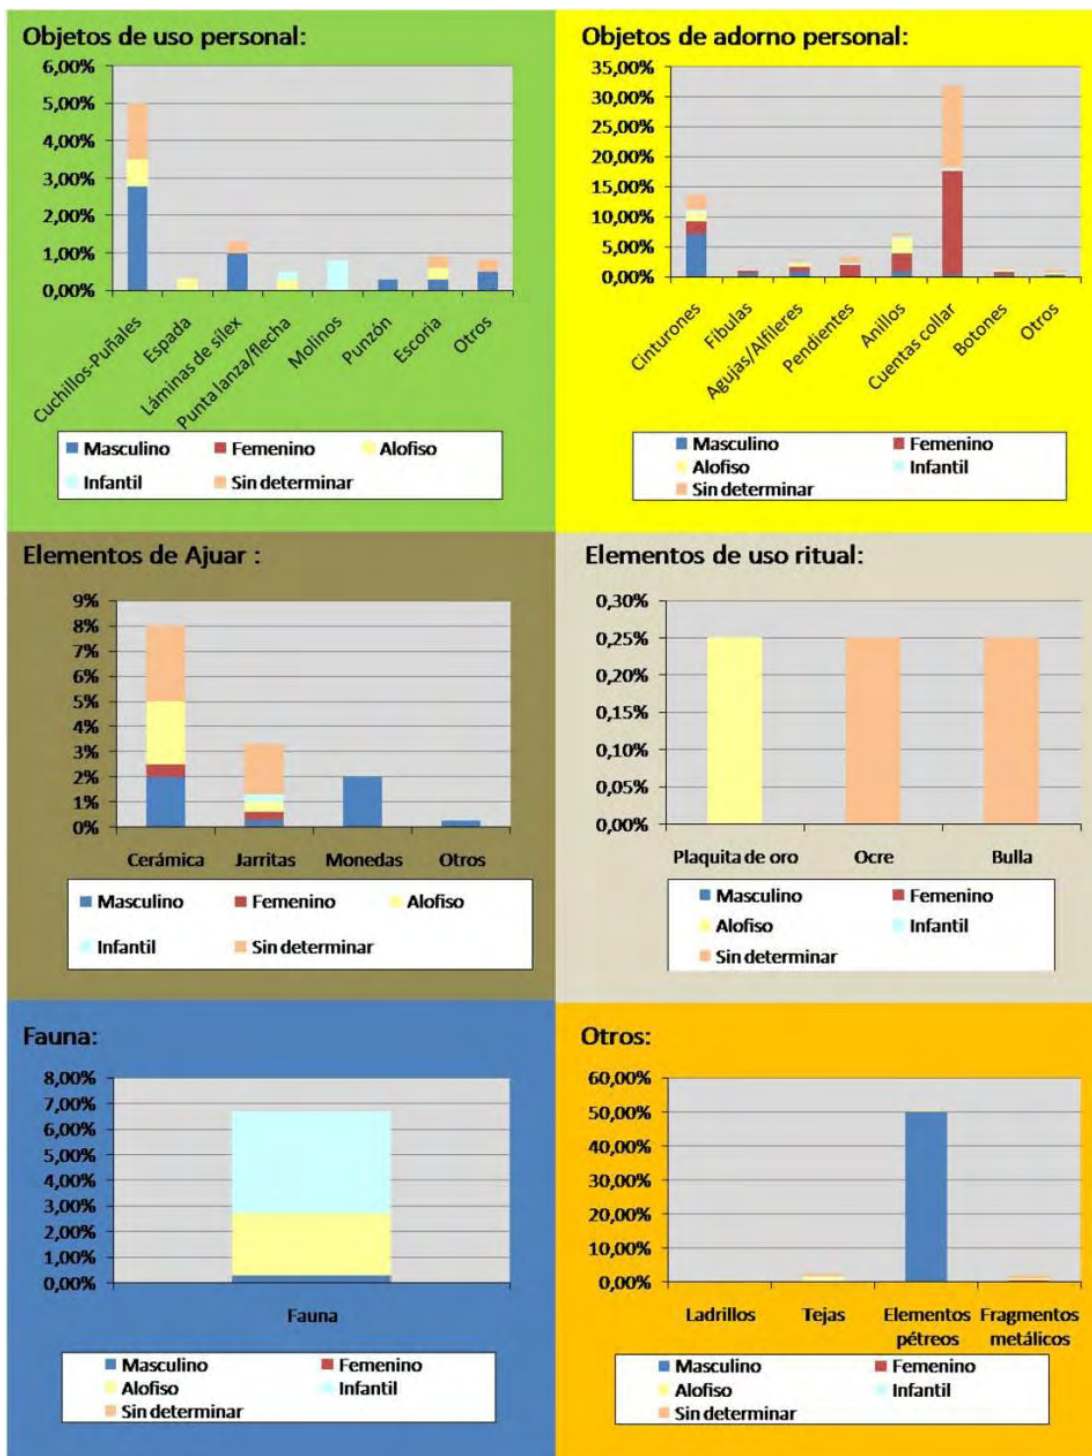 Objetos de uso personal:
6,00%
5,00%
4,00%
3,00%
2,00%
1,00%
0,00%
Cuchillos-Puñales
Espada
Láminas de sílex
Punta lanza/flecha
Molinos
Punzón
Escoria
Otros
Masculino Femenino Alofiso
Infantil Sin determinar
Objetos de adorno personal:
35,00%
30,00%
25,00%
20,00%
15,00%
10,00%
5,00%
0,00%
Cinturones
Fíbulas
Agujas/Alfileres
Pendientes
Anillos
Cuentas collar
Botones
Otros
Masculino Femenino
Alofiso Infantil
Sin determinar
Elementos de Ajuar :
9%
8%
7%
6%
5%
4%
3%
2%
1%
0%
Cerámica Jarritas Monedas Otros
Masculino Femenino Alofiso
Infantil Sin determinar
Elementos de uso ritual:
0,30%
0,25%
0,20%
0,15%
0,10%
0,05%
0,00%
Plaquita de oro Ocre Bulla
Masculino Femenino
Alofiso Infantil
Sin determinar
Fauna:
8,00%
7,00%
6,00%
5,00%
4,00%
3,00%
2,00%
1,00%
0,00%
Fauna
Masculino Femenino
Alofiso Infantil
Sin determinar
Otros:
60,00%
50,00%
40,00%
30,00%
20,00%
10,00%
0,00%
Ladrillos Tejas Elementos Fragmentos
pétreos metálicos
Masculino Femenino
Alofiso Infantil
Sin determinar